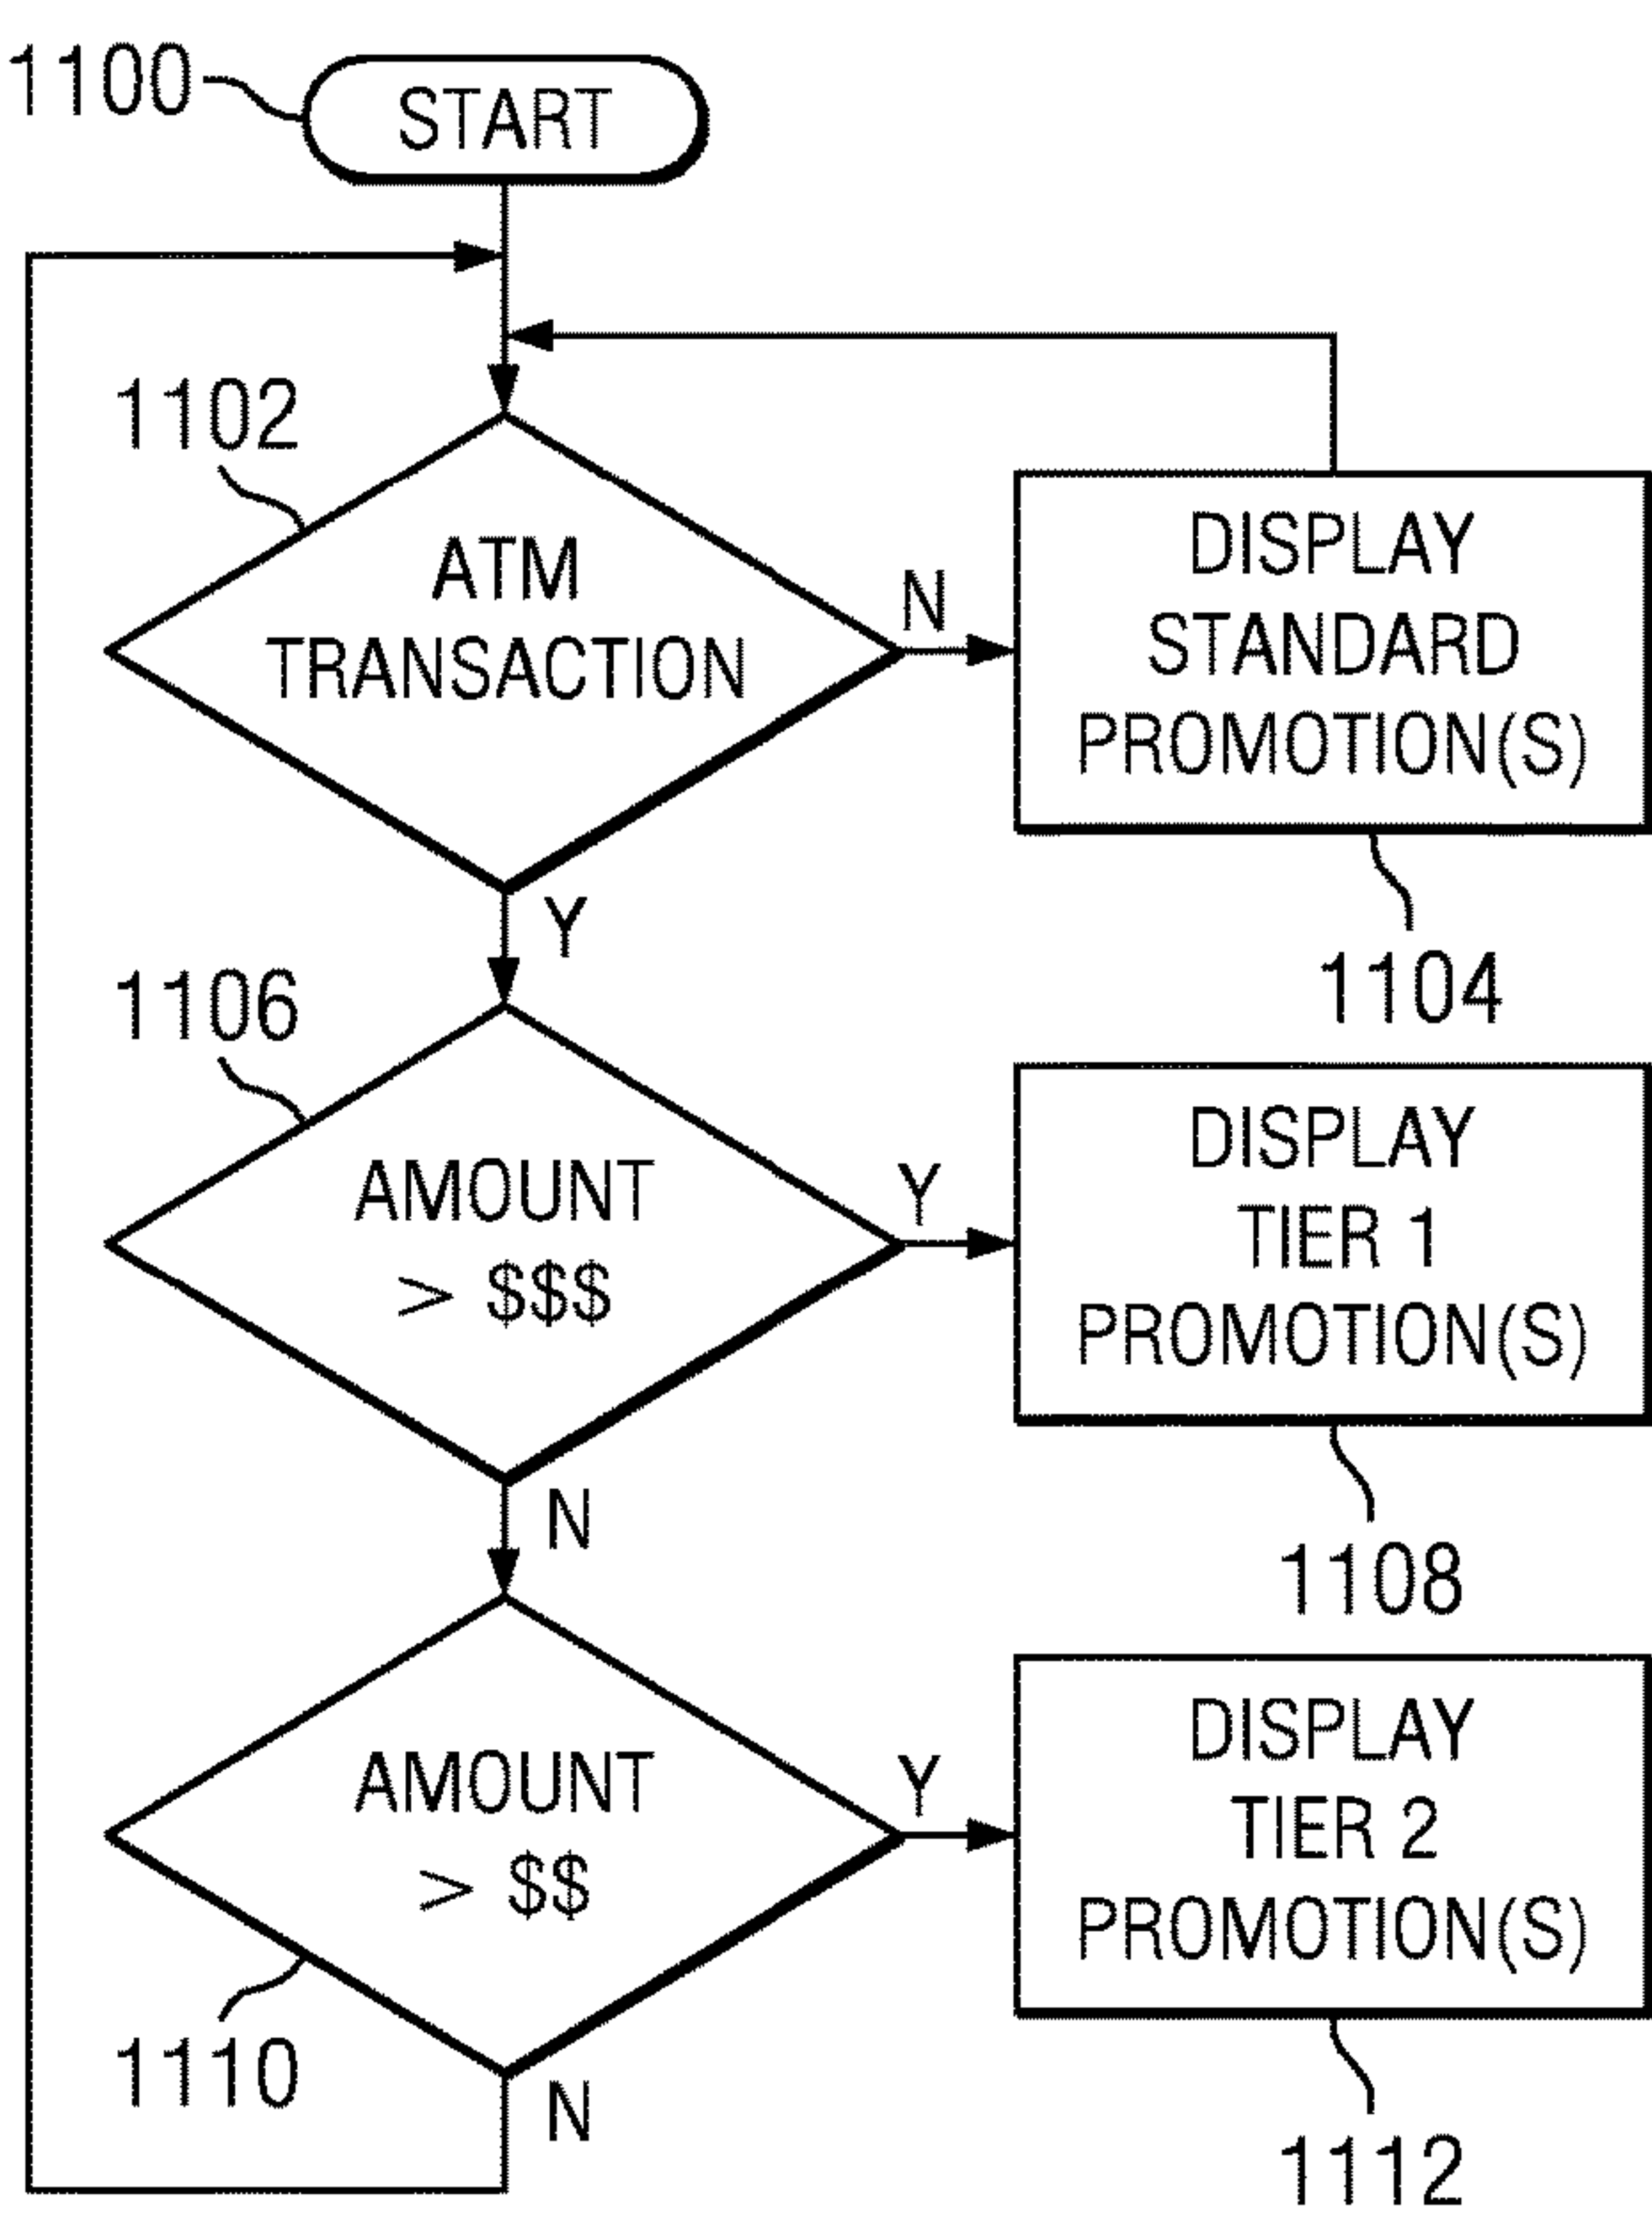 1100
START
1102
ATM
TRANSACTION
N
DISPLAY
STANDARD
PROMOTION(S)
1104
Y
1106
AMOUNT
> $$$
Y
DISPLAY
TIER 1
PROMOTION(S)
1108
N
AMOUNT
> $$
Y
DISPLAY
TIER 2
PROMOTION(S)
1110
N
1112